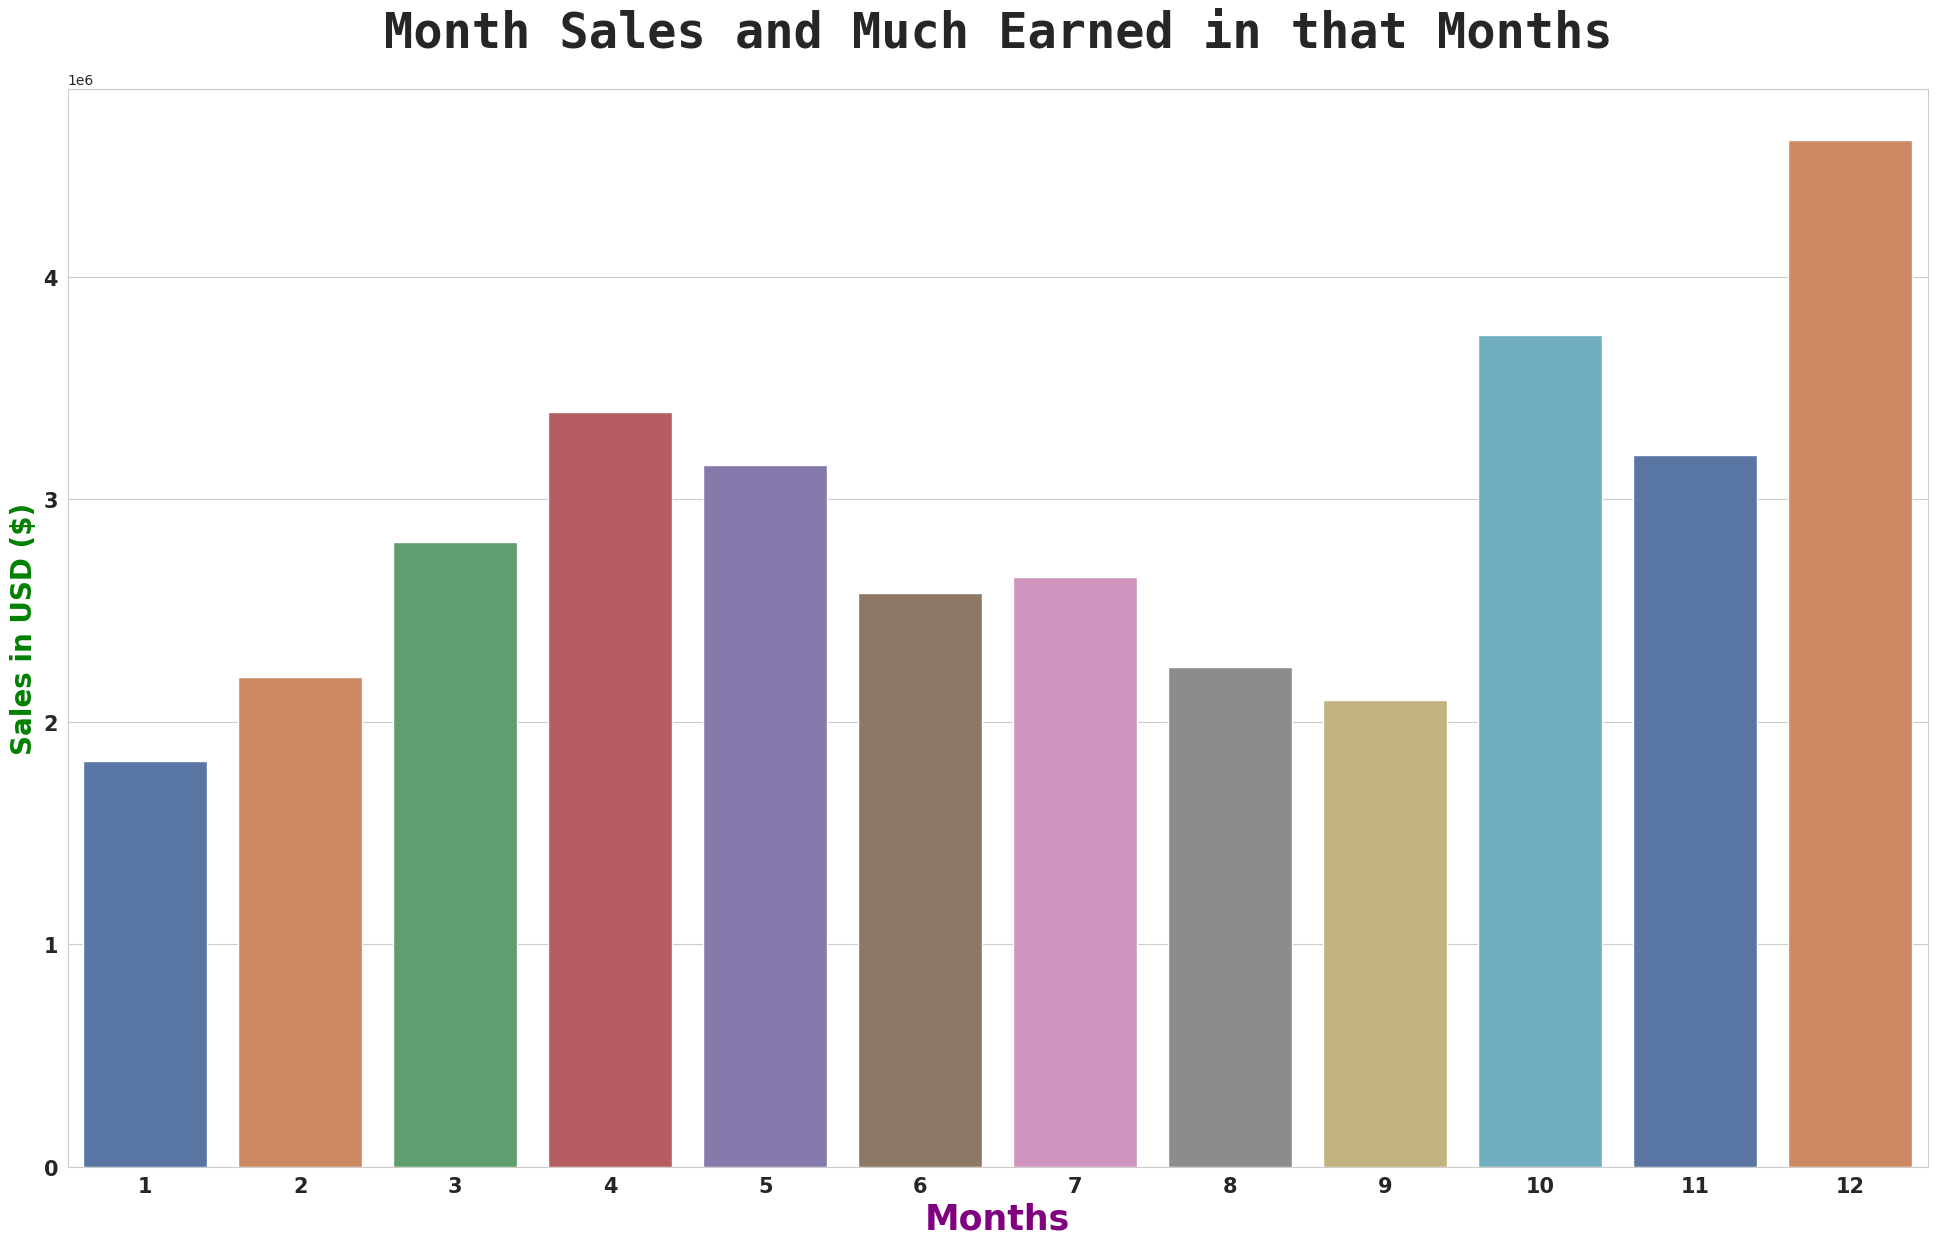 Month Sales and Much Earned in that Months
1e6
4
3
2
1
0
Sales in USD ($)
1 2 3 4 5 6 7 8 9 10 11 12
Months